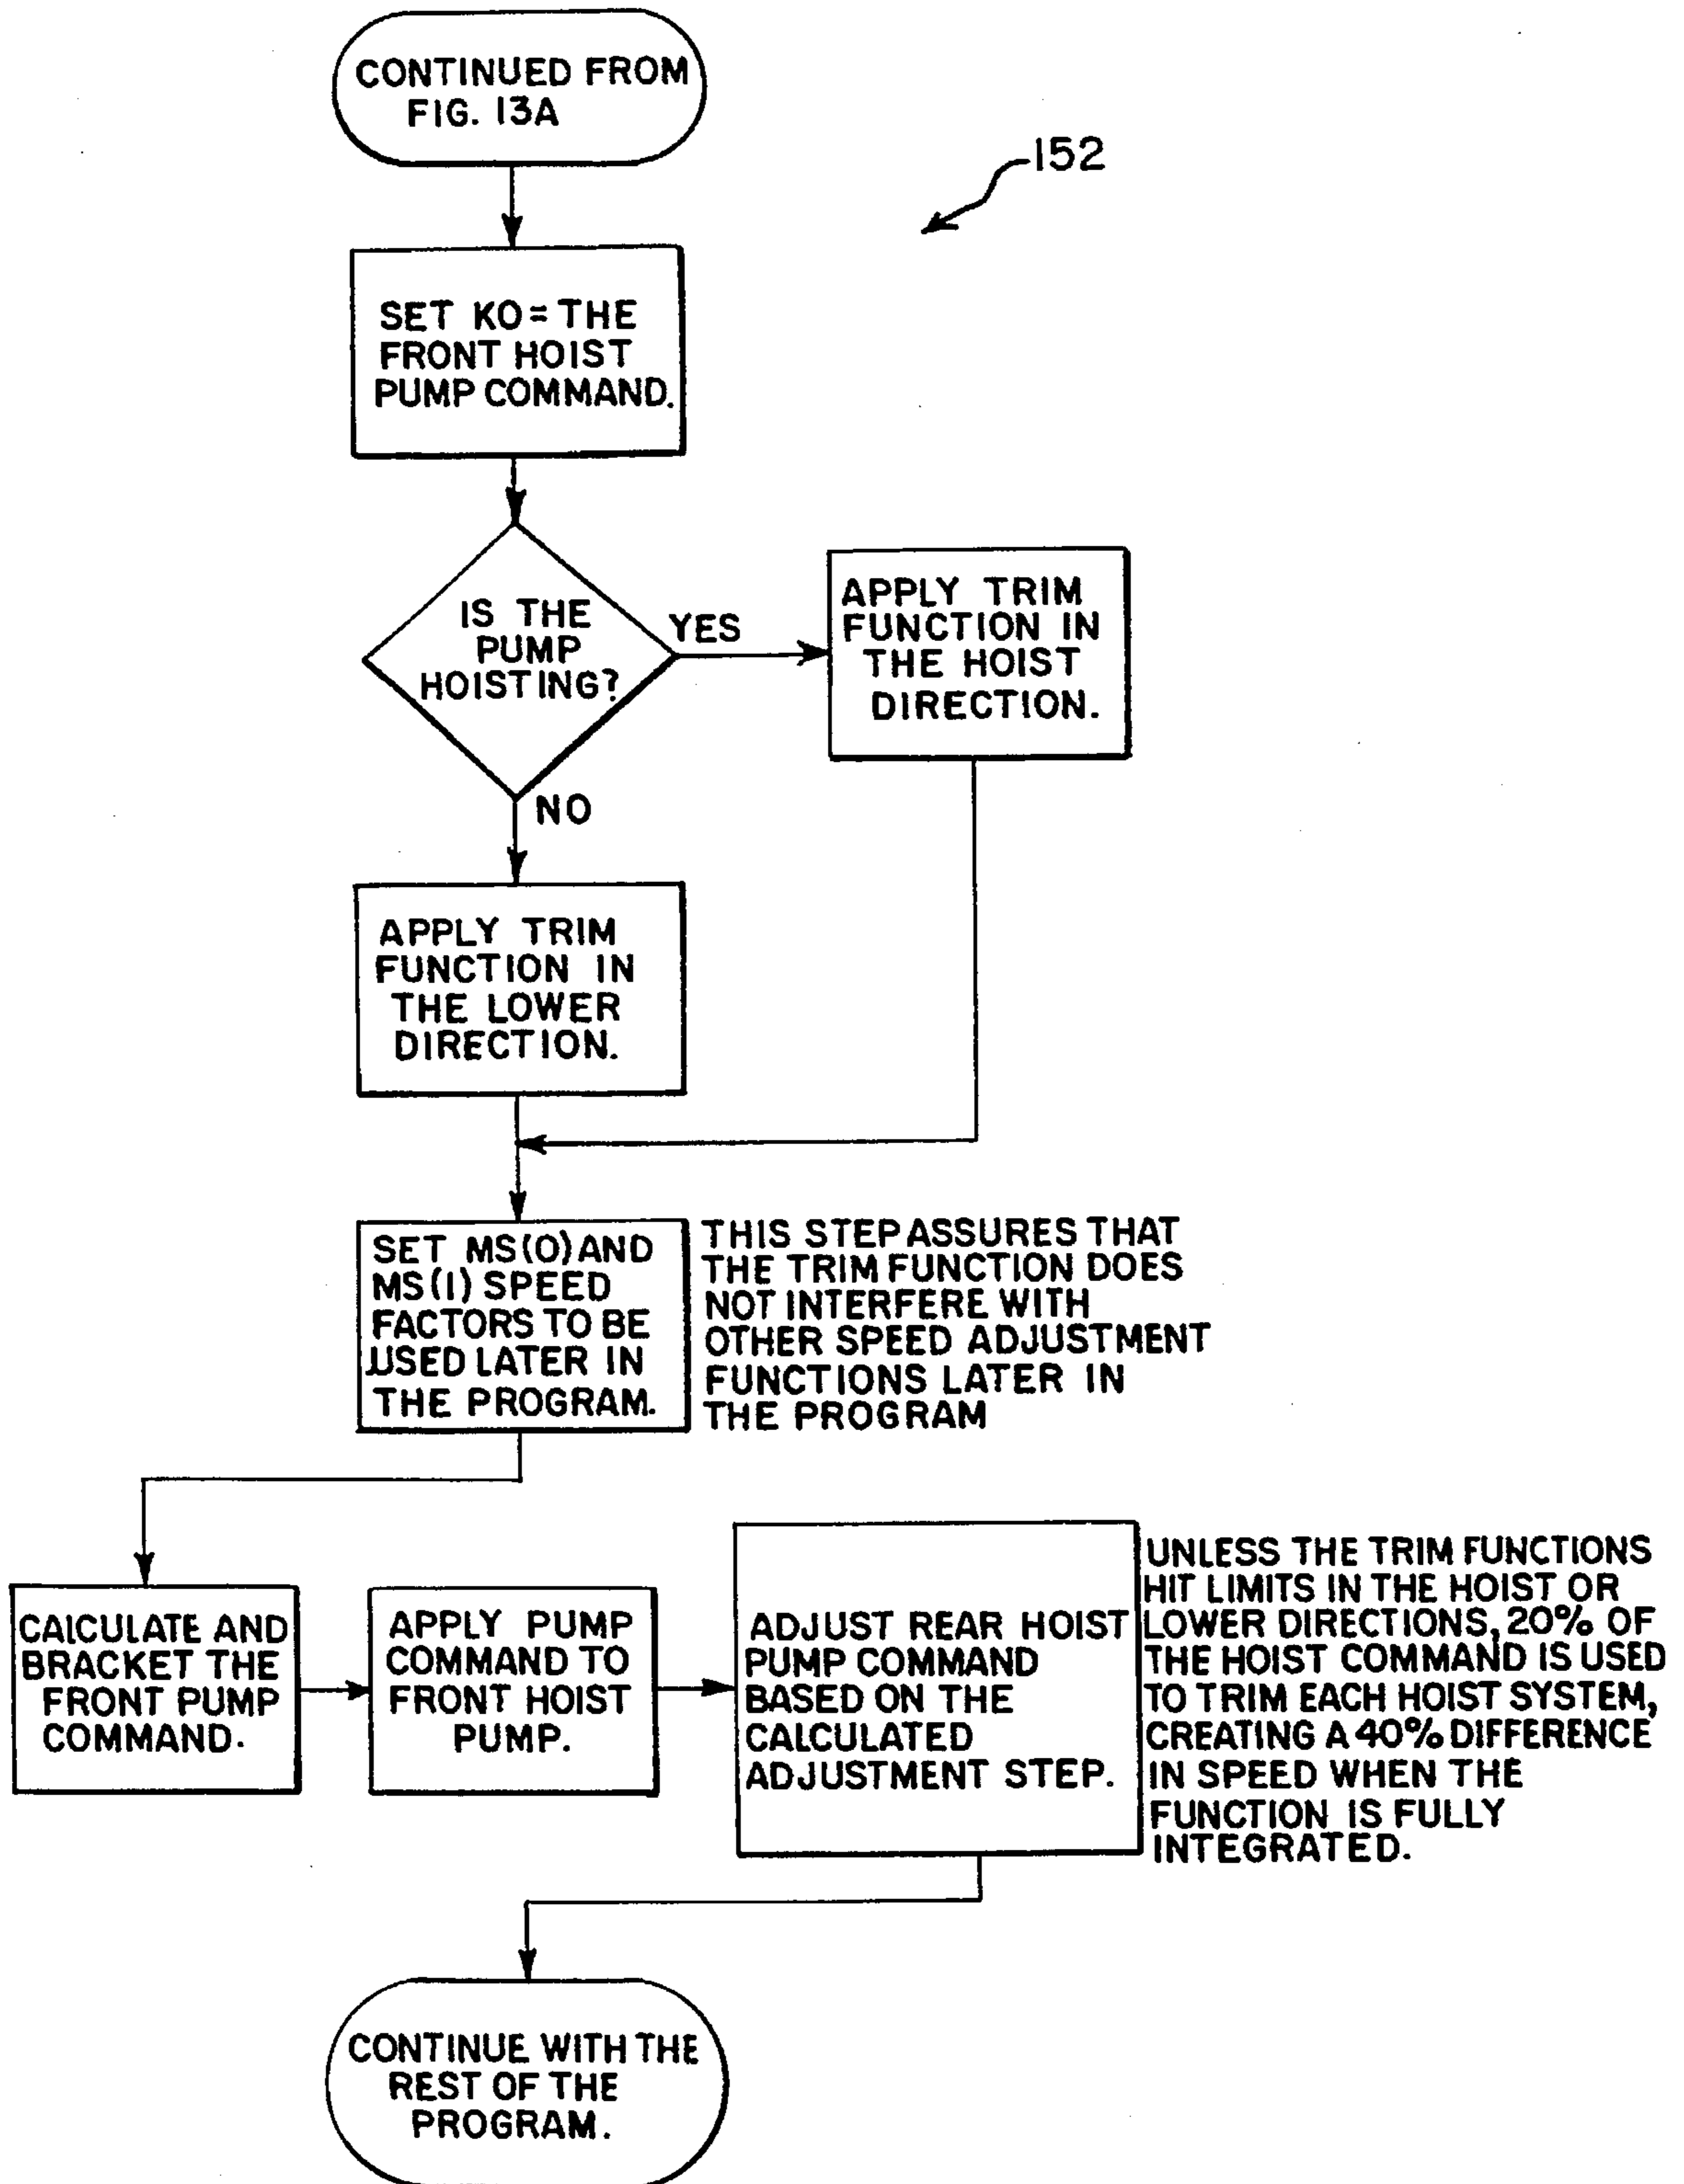 CONTINUED FROM
FIG. 13A
152
SET KO = THE
FRONT HOIST
PUMP COMMAND.
IS THE
PUMP
HOISTING?
YES
APPLY TRIM
FUNCTION IN
THE HOIST
DIRECTION.
NO
APPLY TRIM
FUNCTION IN
THE LOWER
DIRECTION.
SET MS(0) AND
MS(1) SPEED
FACTORS TO BE
USED LATER IN
THE PROGRAM.
THIS STEP ASSURES THAT
THE TRIM FUNCTION DOES
NOT INTERFERE WITH
OTHER SPEED ADJUSTMENT
FUNCTIONS LATER IN
THE PROGRAM
CALCULATE AND
BRACKET THE
FRONT PUMP
COMMAND.
APPLY PUMP
COMMAND TO
FRONT HOIST
PUMP.
ADJUST REAR HOIST
PUMP COMMAND
BASED ON THE
CALCULATED
ADJUSTMENT STEP.
UNLESS THE TRIM FUNCTIONS
HIT LIMITS IN THE HOIST OR
LOWER DIRECTIONS, 20% OF
THE HOIST COMMAND IS USED
TO TRIM EACH HOIST SYSTEM,
CREATING A 40% DIFFERENCE
IN SPEED WHEN THE
FUNCTION IS FULLY
INTEGRATED.
CONTINUE WITH THE
REST OF THE
PROGRAM.